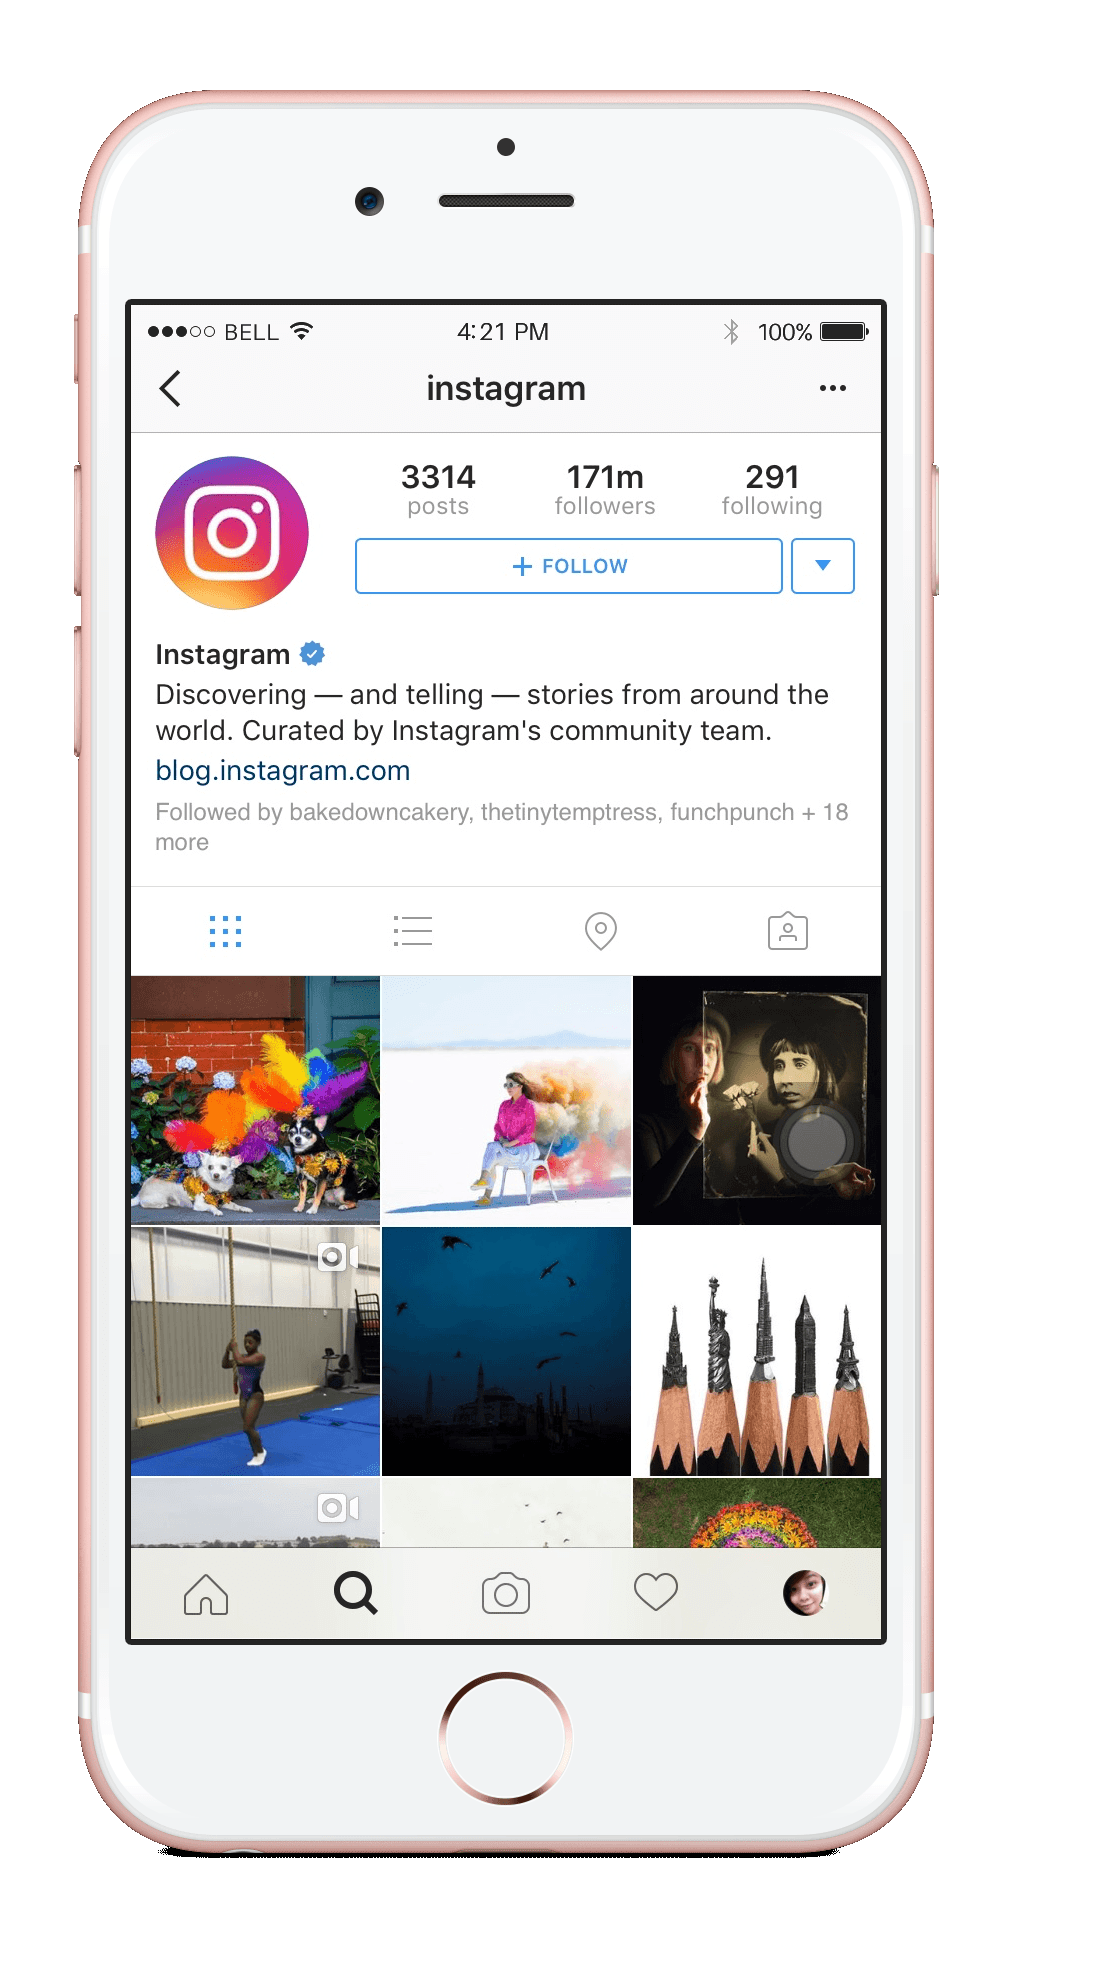 BELL 4:21 PM 100%
instagram
3314 171m 291
posts followers following
+ FOLLOW
Instagram
Discovering — and telling — stories from around the
world. Curated by Instagram's community team.
blog.instagram.com
Followed by bakedowncakery, thetinytemptress, funchpunch + 18
more